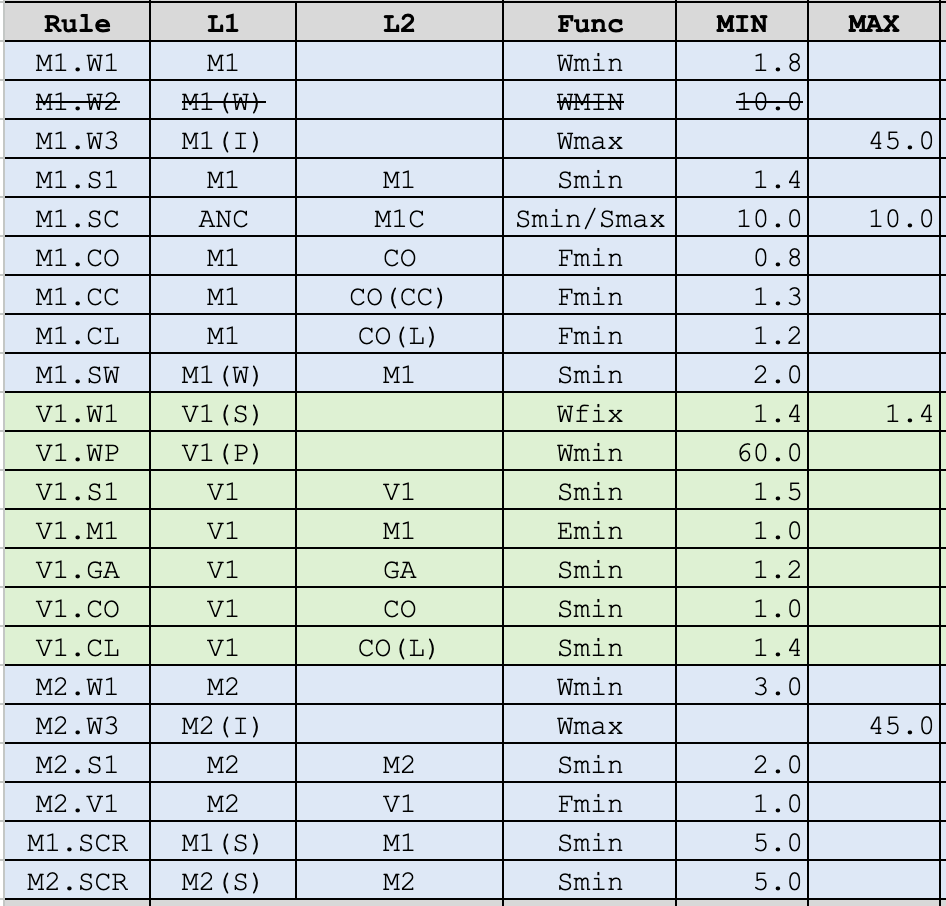 Rule L1 L2 Func MIN MAX
M1.W1 M1 Wmin 1.8
M1.W2 M1(W) WMIN 10.0
M1.W3 M1(I) Wmax 45.0
M1.S1 M1 M1 Smin 1.4
M1.SC ANC M1C Smin/Smax 10.0 10.0
M1.CO M1 CO Fmin 0.8
M1.CC M1 CO(CC) Fmin 1.3
M1.CL M1 CO(L) Fmin 1.2
M1.SW M1(W) M1 Smin 2.0
V1.W1 V1(S) Wfix 1.4 1.4
V1.WP V1(P) Wmin 60.0
V1.S1 V1 V1 Smin 1.5
V1.M1 V1 M1 Emin 1.0
V1.GA V1 GA Smin 1.2
V1.CO V1 CO Smin 1.0
V1.CL V1 CO(L) Smin 1.4
M2.W1 M2 Wmin 3.0
M2.W3 M2(I) Wmax 45.0
M2.S1 M2 M2 Smin 2.0
M2.V1 M2 V1 Fmin 1.0
M1.SCR M1(S) M1 Smin 5.0
M2.SCR M2(S) M2 Smin 5.0